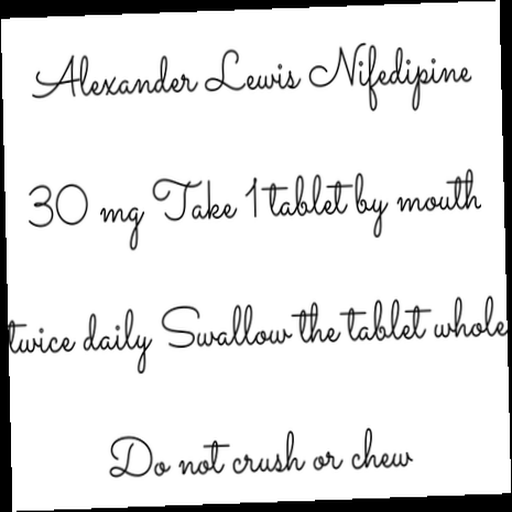 Alexander Lewis Nifedipine
30 mg Take 1 tablet by mouth
twice daily Swallow the tablet whole
Do not crush or chew